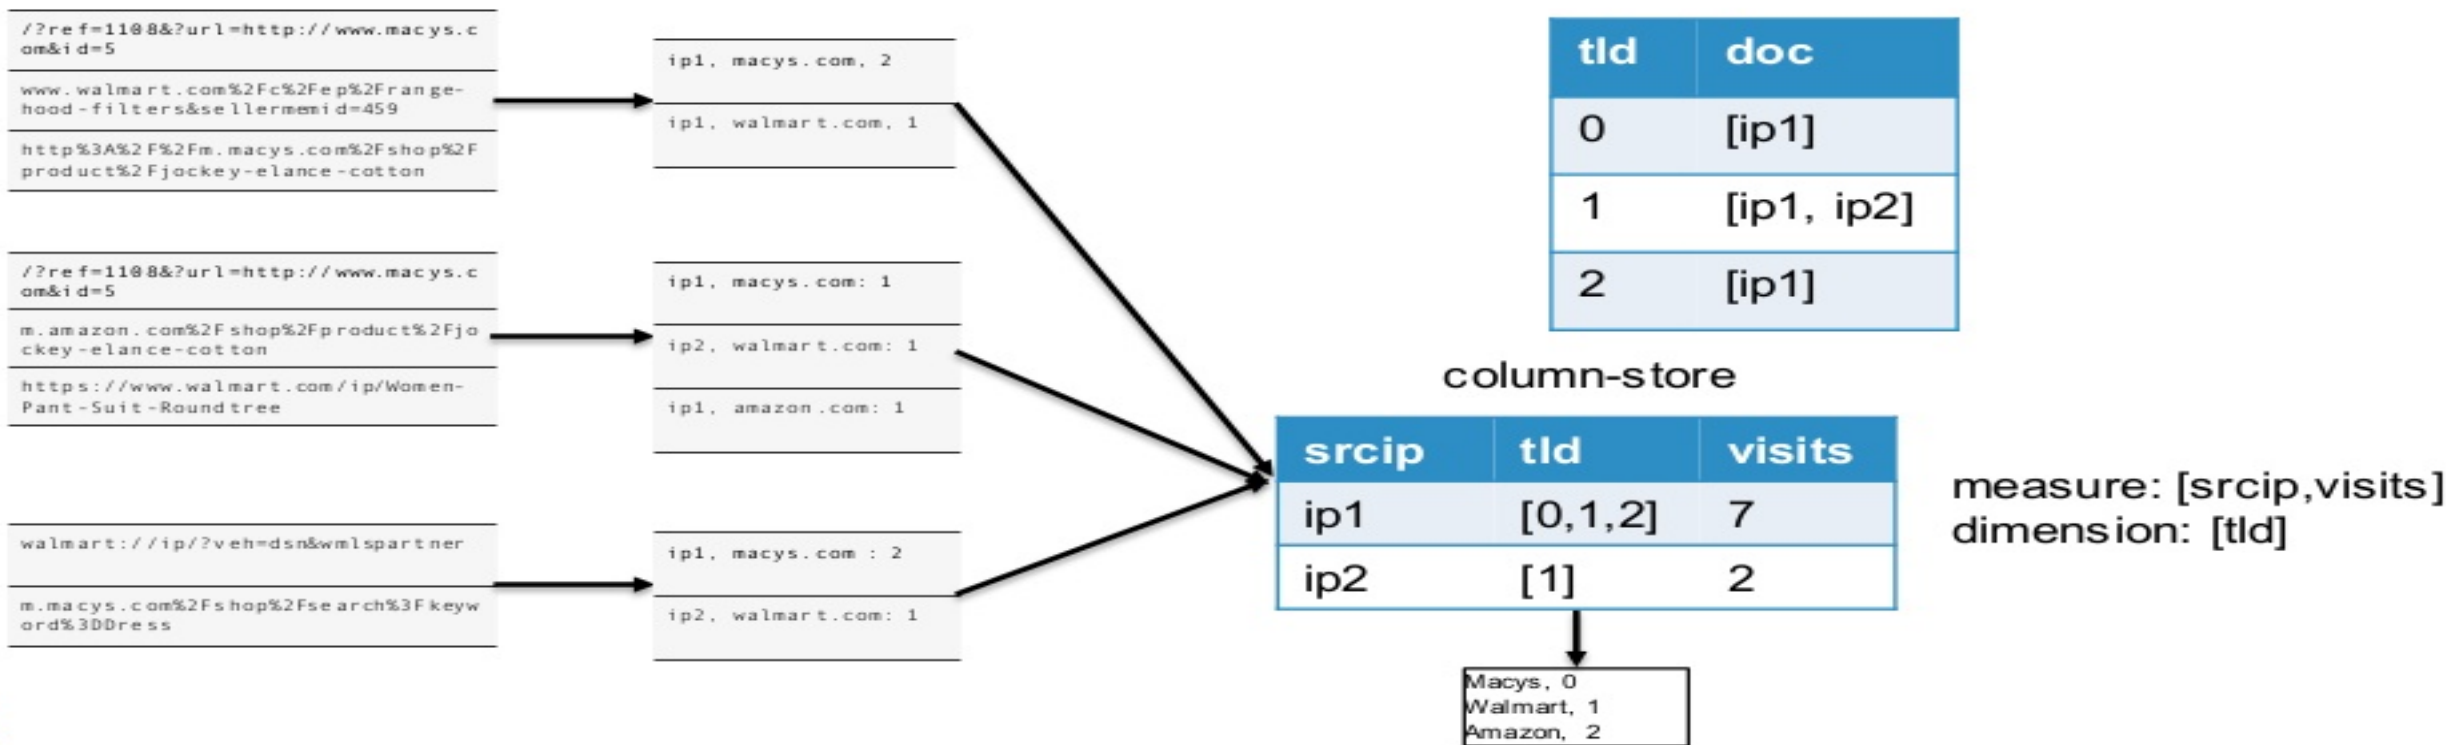 /?ref=1108&?url=http://www.macys.c
om&id=5
www.walmart.com%2Fc%2Fep%2Frange-
hood-filters&sellermemid=459
http%3A%2F%2Fm.macys.com%2Fshop%2F
product%2Fjockey-elance-cotton
ip1, macys.com, 2
ip1, walmart.com, 1
/?ref=1108&?url=http://www.macys.c
om&id=5
m.amazon.com%2Fshop%2Fproduct%2Fjo
ckey-elance-cotton
https://www.walmart.com/ip/Women-
Pant-Suit-Roundtree
ip1, macys.com: 1
ip2, walmart.com: 1
ip1, amazon.com: 1
walmart://ip/?veh=dsn&wmlspartner
m.macys.com%2Fshop%2Fsearch%3Fkeyw
ord%3DDress
ip1, macys.com : 2
ip2, walmart.com: 1
tld doc
0 [ip1]
1 [ip1, ip2]
2 [ip1]
column-store
srcip tld visits
ip1 [0,1,2] 7
ip2 [1] 2
measure: [srcip,visits]
dimension: [tld]
Macys, 0
Walmart, 1
Amazon, 2